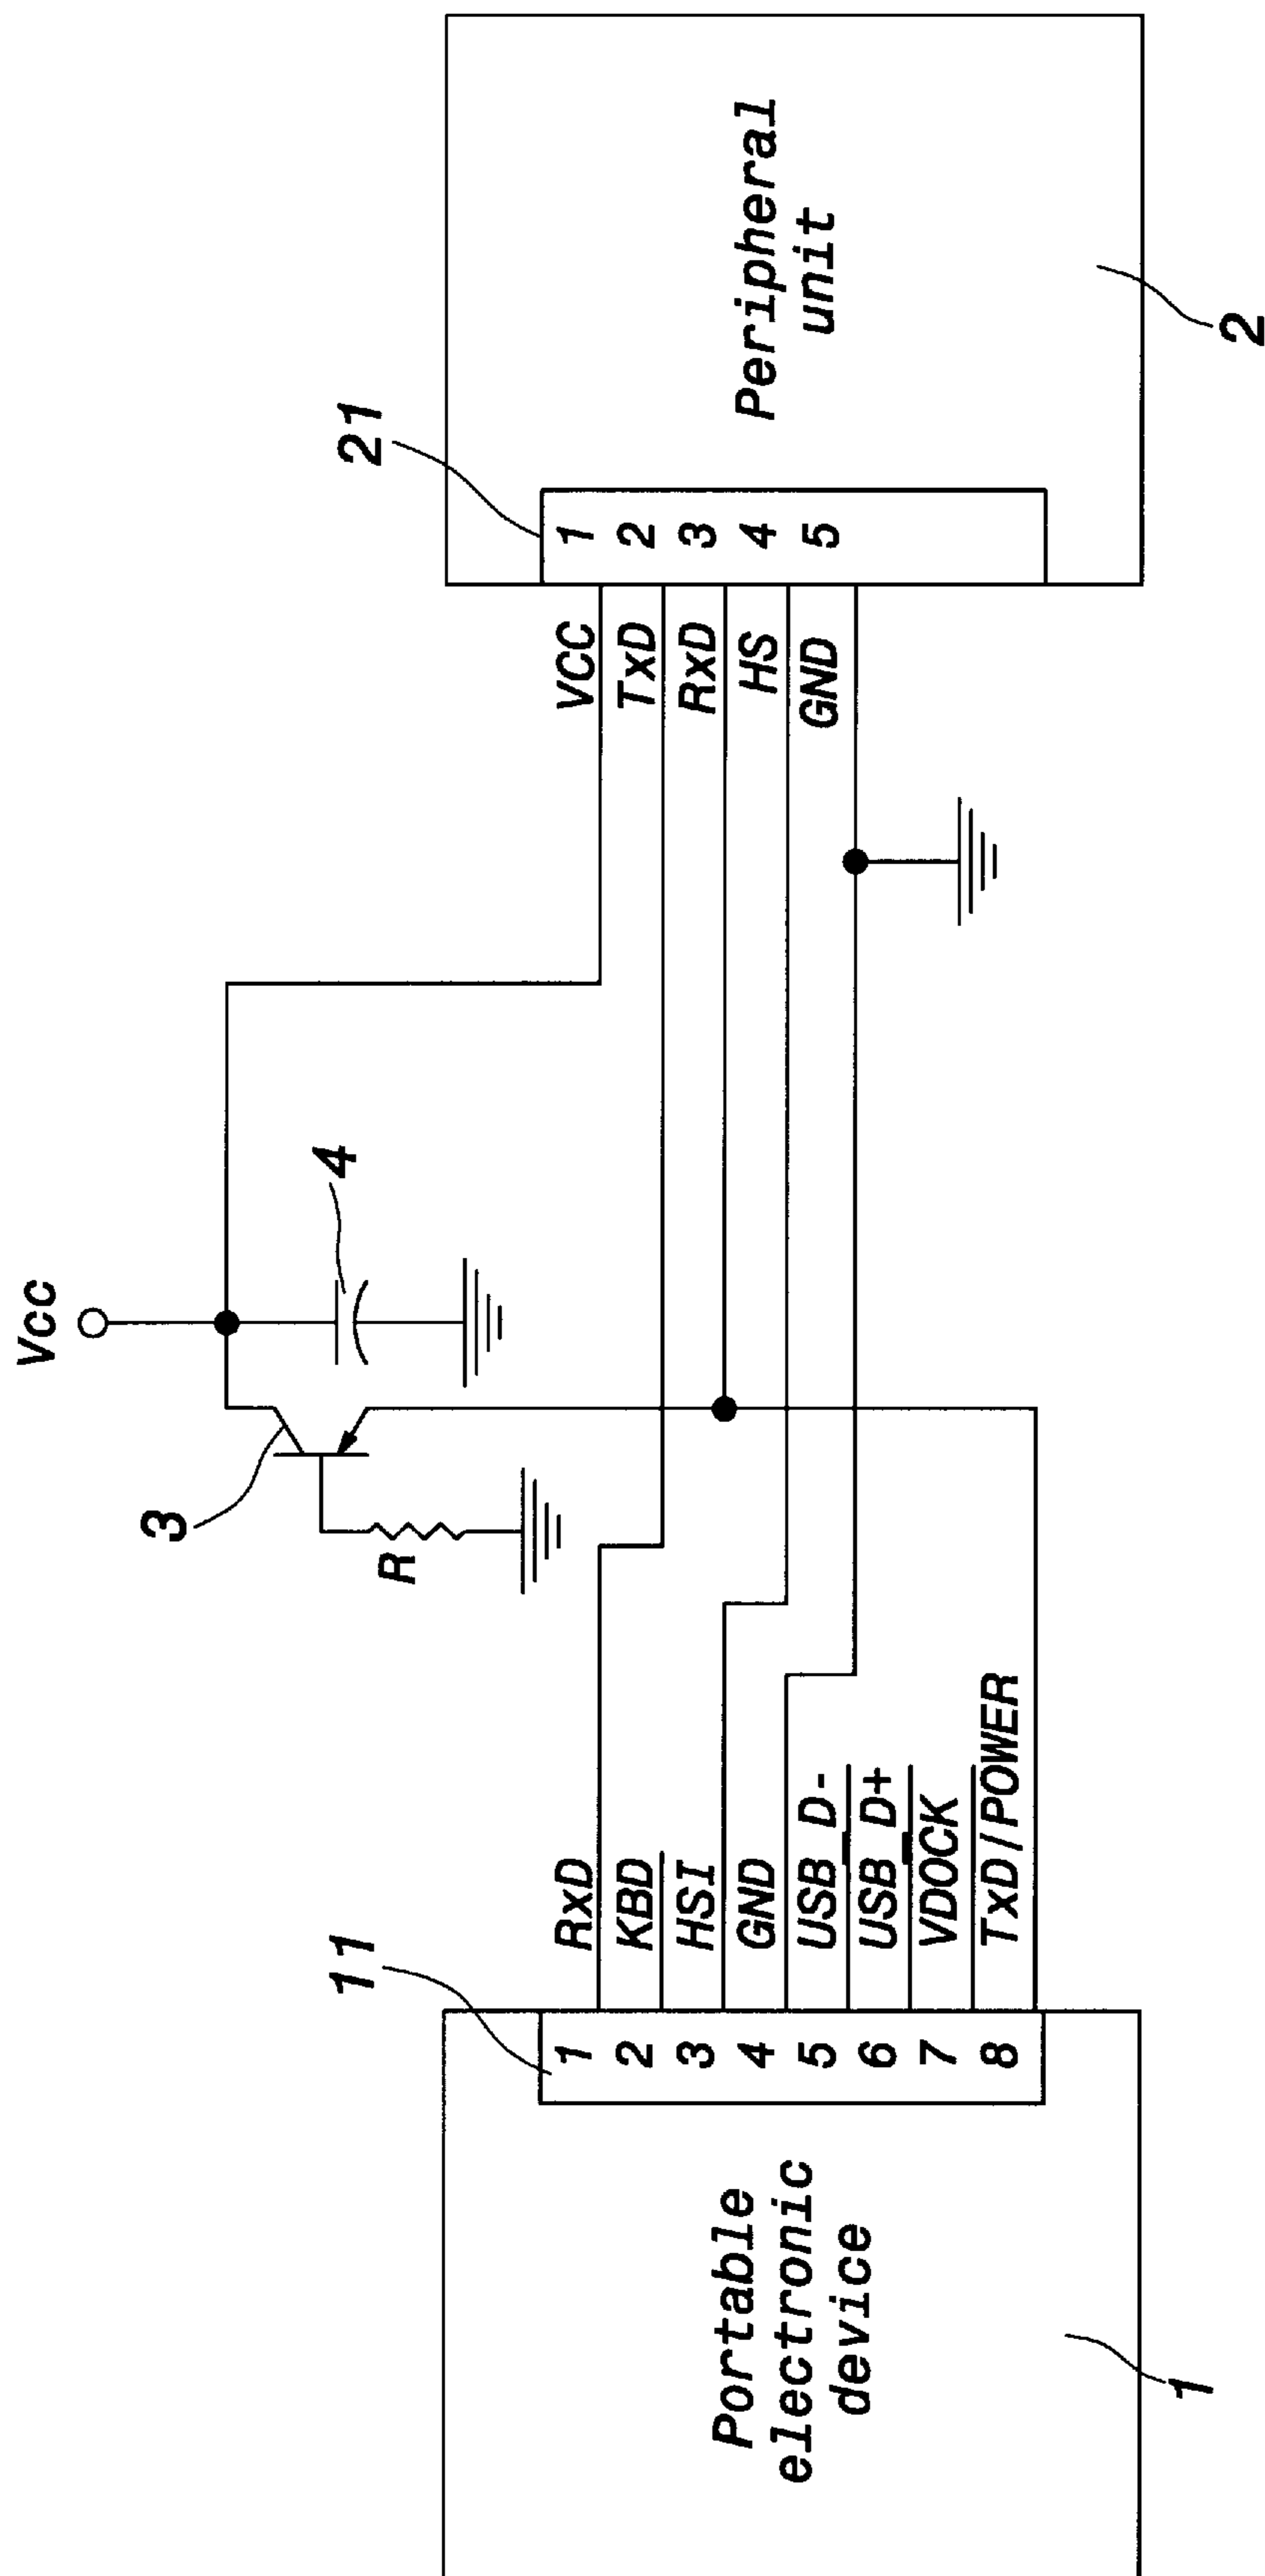 Vcc
3
4
R
11
21
Portable
electronic
device
1
1
2
3
4
5
6
7
8
RxD
KBD
HSI
GND
USB_D-
USB_D+
VDOCK
TxD/POWER
VCC
TxD
RxD
HS
GND
1
2
3
4
5
Peripheral
unit
2